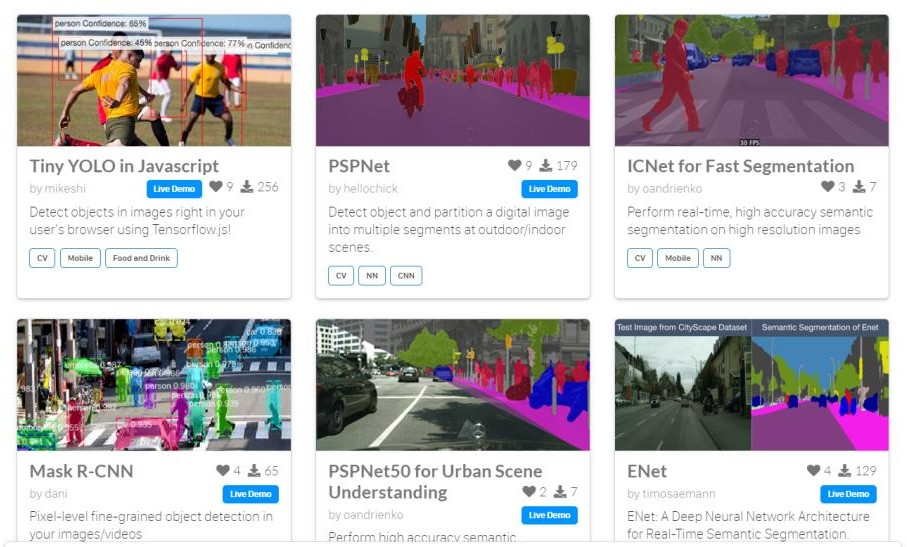 person Confidence: 65%
person Confidence: 45%
person Confidence: 77%
Confidenc
Tiny YOLO in Javascript
by mikeshi
Live Demo
9
256
Detect objects in images right in your
user's browser using Tensorflow.js!
CV
Mobile
Food and Drink
PSPNet
9
179
by hellochick
Live Demo
Detect object and partition a digital image
into multiple segments at outdoor/indoor
scenes.
CV
NN
CNN
30 FPS
ICNet for Fast Segmentation
by oandrienko
3
7
Perform real-time, high accuracy semantic
segmentation on high resolution images
CV
Mobile
NN
person 0.986
Mask R-CNN
4
65
by dani
Live Demo
Pixel-level fine-grained object detection in
your images/videos
PSPNet50 for Urban Scene
Understanding
2
7
by oandrienko
Live Demo
Perform high accuracy semantic
Test Image from CityScape Dataset
Semantic Segmentation of Enet
ENet
4
129
by timosaemann
Live Demo
ENet: A Deep Neural Network Architecture
for Real-Time Semantic Segmentation.